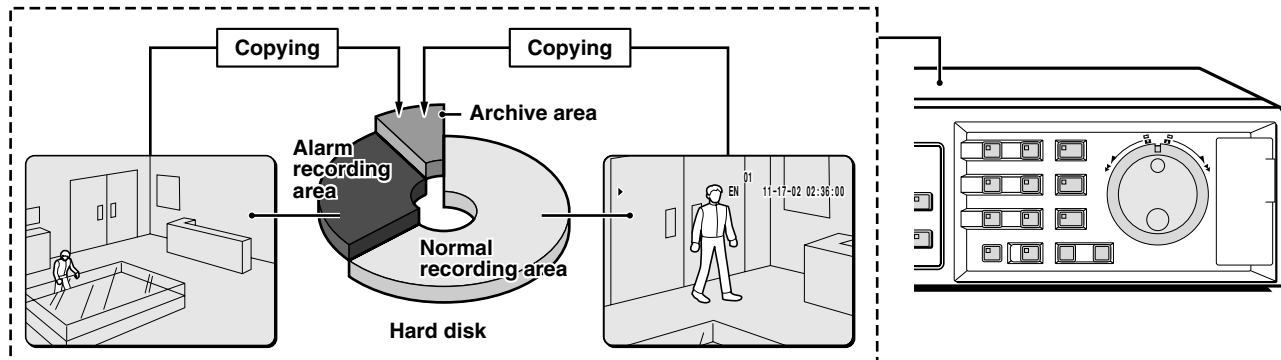 Copying
Copying
Archive area
Alarm
recording
area
01
EN 11-17-02 02:36:00
Normal
recording area
Hard disk